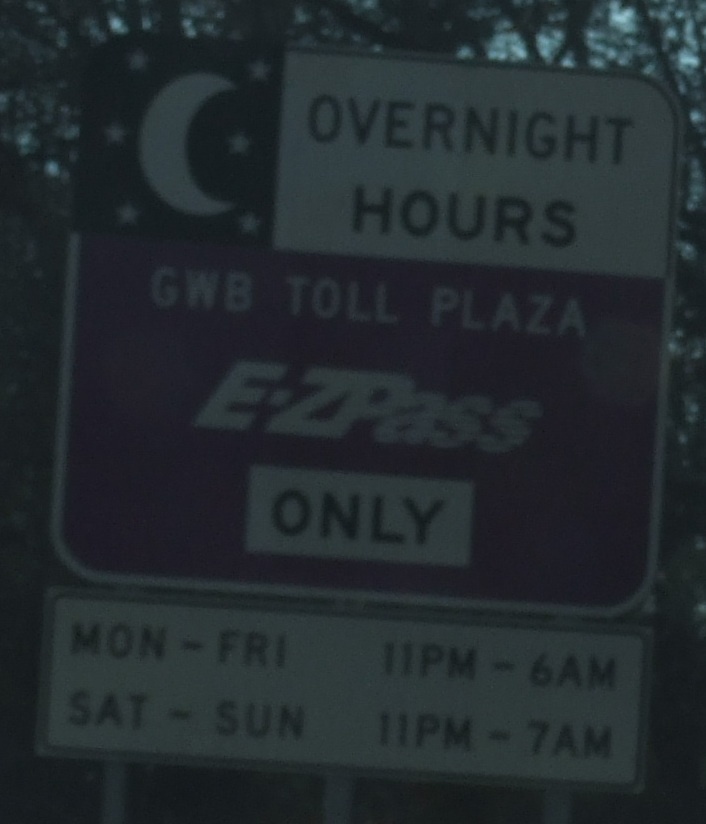 OVERNIGHT
HOURS
GWB TOLL PLAZA
E-ZPass
ONLY
MON - FRI 11PM - 6AM
SAT - SUN 11PM - 7AM